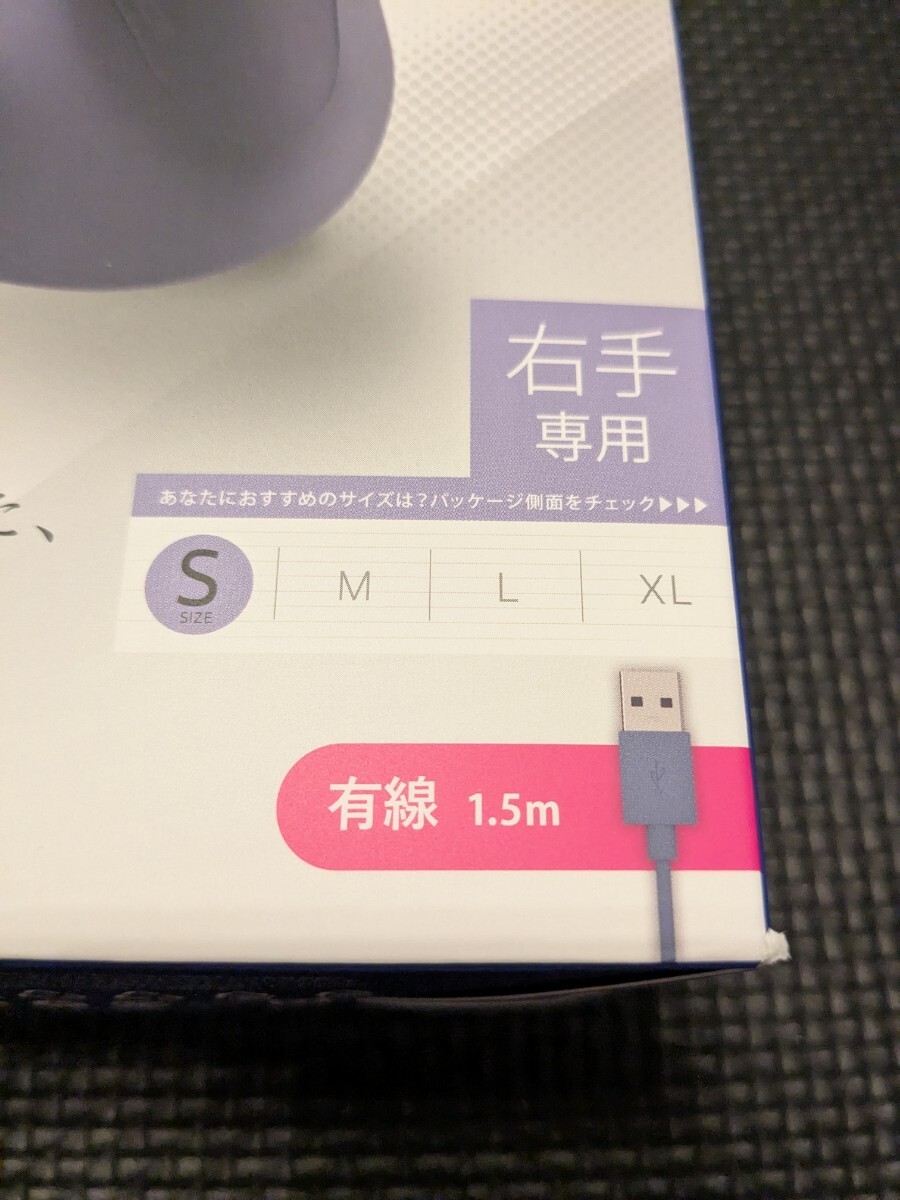 右手
専用
あなたにおすすめのサイズは?パッケージ側面をチェック▶▶▶
た、
S M L XL
SIZE
有線 1.5m